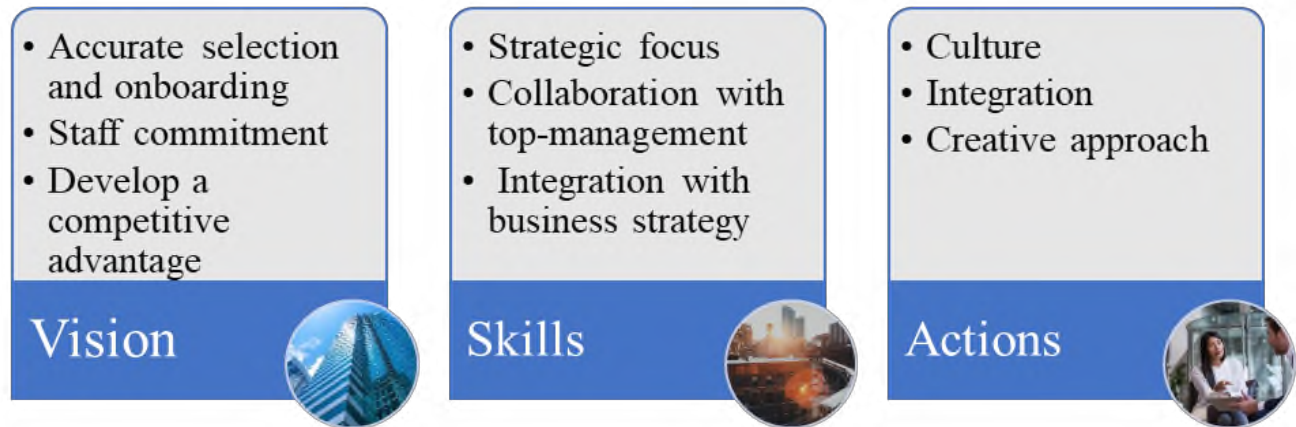 • Accurate selection
and onboarding
• Staff commitment
• Develop a
competitive
advantage
Vision
• Strategic focus
• Collaboration with
top-management
• Integration with
business strategy
Skills
• Culture
• Integration
• Creative approach
Actions